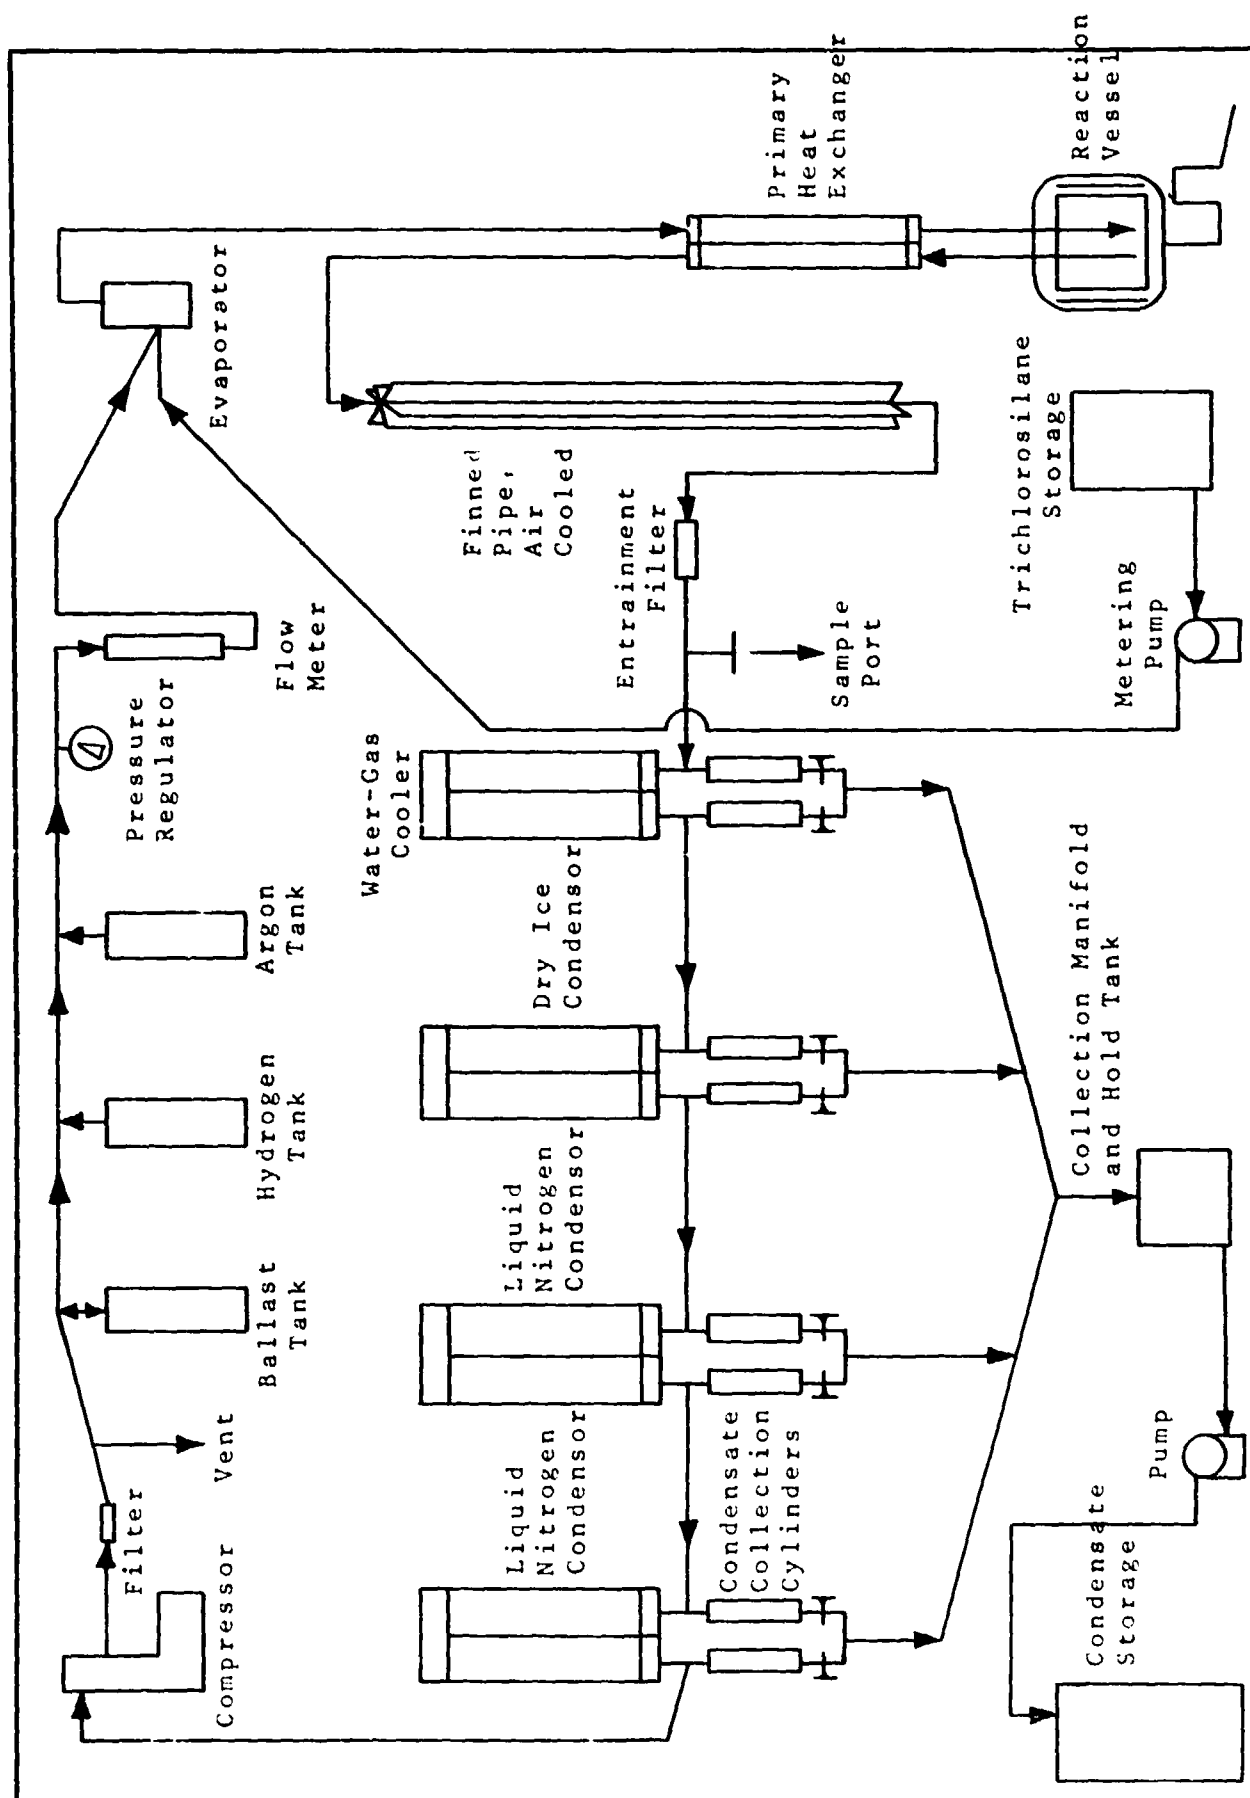 Compressor
Filter
Vent
Ballast
Tank
Hydrogen
Tank
Argon
Tank
Pressure
Regulator
Flow
Meter
Evaporator
Liquid
Nitrogen
Condensor
Liquid
Nitrogen
Condensor
Dry Ice
Condensor
Water-Gas
Cooler
Finned
Pipe,
Air
Cooled
Primary
Heat
Exchanger
Entrainment
Filter
Sample
Port
Condensate
Collection
Cylinders
Condensate
Storage
Pump
Collection Manifold
and Hold Tank
Metering
Pump
Trichlorosilane
Storage
Reaction
Vessel